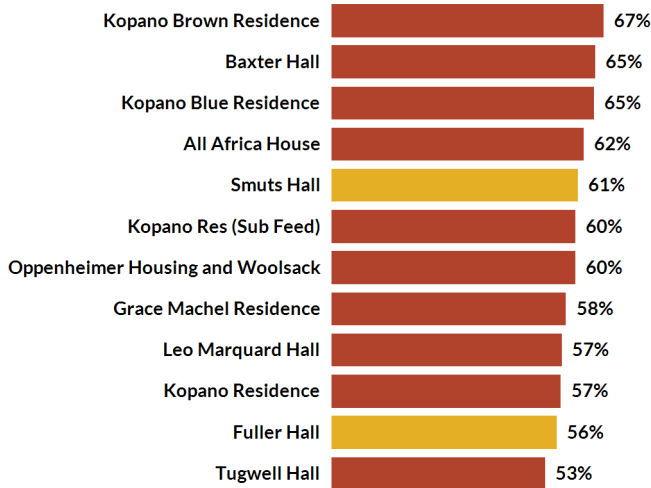 Kopano Brown Residence 67%
Baxter Hall 65%
Kopano Blue Residence 65%
All Africa House 62%
Smuts Hall 61%
Kopano Res (Sub Feed) 60%
Oppenheimer Housing and Woolsack 60%
Grace Machel Residence 58%
Leo Marquard Hall 57%
Kopano Residence 57%
Fuller Hall 56%
Tugwell Hall 53%